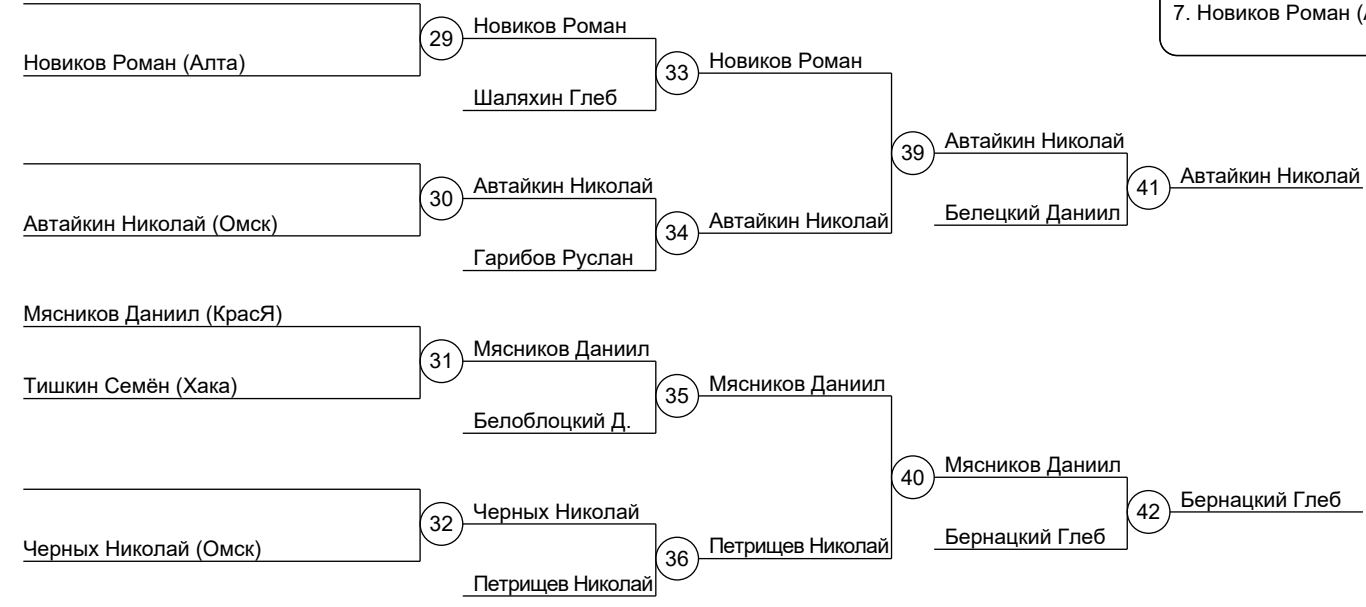 7. Новиков Роман (А
29
Новиков Роман
Новиков Роман (Алта)
33
Новиков Роман
Шаляхин Глеб
39
Автайкин Николай
30
Автайкин Николай
Автайкин Николай (Омск)
34
Автайкин Николай
Гарибов Руслан
Белецкий Даниил
41
Автайкин Николай
Мясников Даниил (КрасЯ)
31
Мясников Даниил
Тишкин Семён (Хака)
35
Мясников Даниил
Белоблоцкий Д.
40
Мясников Даниил
32
Черных Николай
Черных Николай (Омск)
36
Петрищев Николай
Петрищев Николай
Бернацкий Глеб
42
Бернацкий Глеб